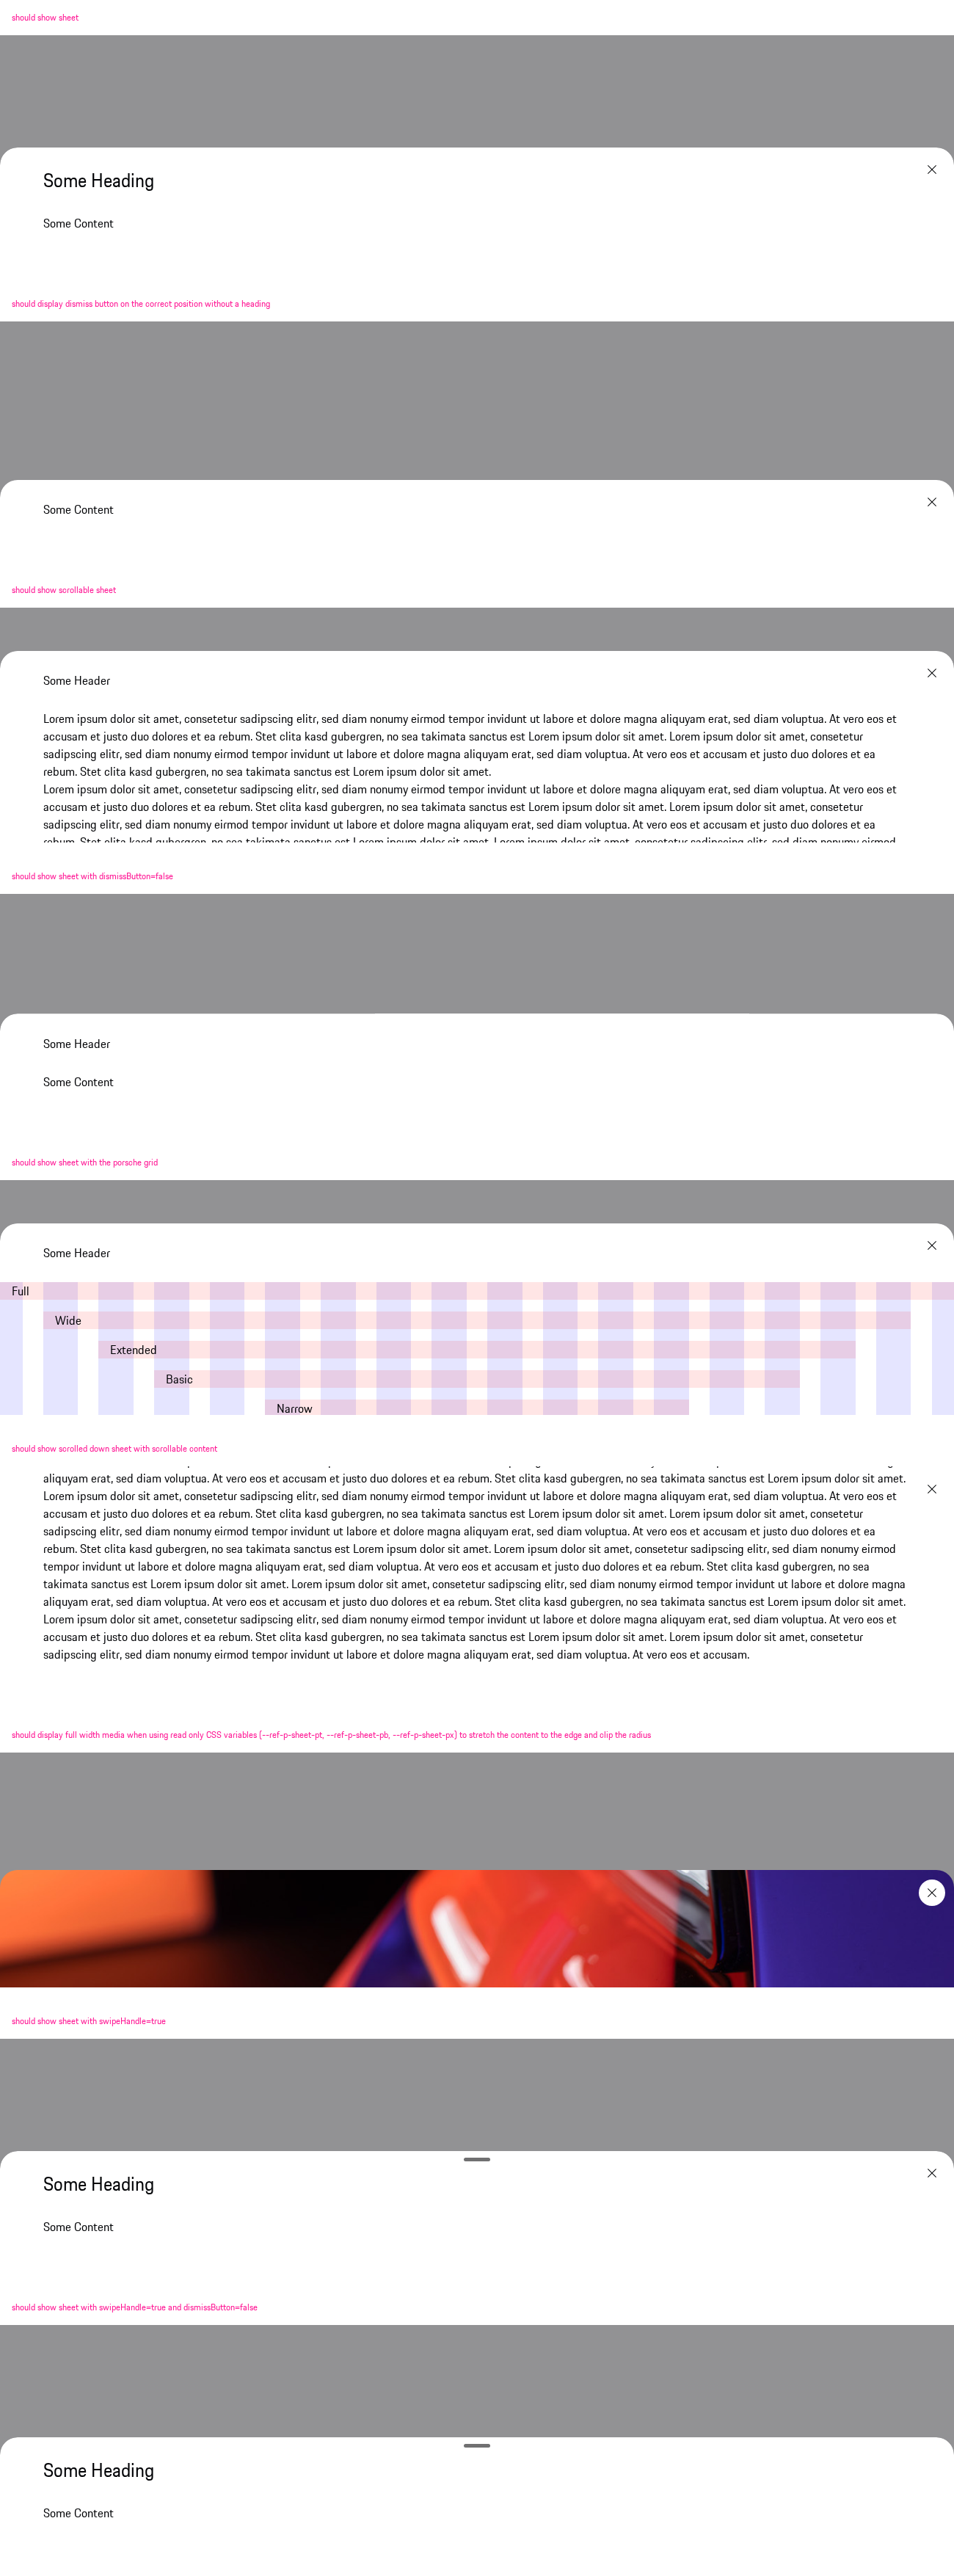 should show sheet
Some Heading
Some Content
should display dismiss button on the correct position without a heading
Some Content
should show scrollable sheet
Some Header
Lorem ipsum dolor sit amet, consetetur sadipscing elitr, sed diam nonumy eirmod tempor invidunt ut labore et dolore magna aliquyam erat, sed diam voluptua. At vero eos et
accusam et justo duo dolores et ea rebum. Stet clita kasd gubergren, no sea takimata sanctus est Lorem ipsum dolor sit amet. Lorem ipsum dolor sit amet, consetetur
sadipscing elitr, sed diam nonumy eirmod tempor invidunt ut labore et dolore magna aliquyam erat, sed diam voluptua. At vero eos et accusam et justo duo dolores et ea
rebum. Stet clita kasd gubergren, no sea takimata sanctus est Lorem ipsum dolor sit amet.
Lorem ipsum dolor sit amet, consetetur sadipscing elitr, sed diam nonumy eirmod tempor invidunt ut labore et dolore magna aliquyam erat, sed diam voluptua. At vero eos et
accusam et justo duo dolores et ea rebum. Stet clita kasd gubergren, no sea takimata sanctus est Lorem ipsum dolor sit amet. Lorem ipsum dolor sit amet, consetetur
sadipscing elitr, sed diam nonumy eirmod tempor invidunt ut labore et dolore magna aliquyam erat, sed diam voluptua. At vero eos et accusam et justo duo dolores et ea
rebum. Stet clita kasd gubergren, no sea takimata sanctus est Lorem ipsum dolor sit amet. Lorem ipsum dolor sit amet, consetetur sadipscing elitr, sed diam nonumy eirmod
should show sheet with dismissButton=false
Some Header
Some Content
should show sheet with the porsche grid
Some Header
Full
Wide
Extended
Basic
Narrow
should show scrolled down sheet with scrollable content
aliquyam erat, sed diam voluptua. At vero eos et accusam et justo duo dolores et ea rebum. Stet clita kasd gubergren, no sea takimata sanctus est Lorem ipsum dolor sit amet.
Lorem ipsum dolor sit amet, consetetur sadipscing elitr, sed diam nonumy eirmod tempor invidunt ut labore et dolore magna aliquyam erat, sed diam voluptua. At vero eos et
accusam et justo duo dolores et ea rebum. Stet clita kasd gubergren, no sea takimata sanctus est Lorem ipsum dolor sit amet. Lorem ipsum dolor sit amet, consetetur
sadipscing elitr, sed diam nonumy eirmod tempor invidunt ut labore et dolore magna aliquyam erat, sed diam voluptua. At vero eos et accusam et justo duo dolores et ea
rebum. Stet clita kasd gubergren, no sea takimata sanctus est Lorem ipsum dolor sit amet. Lorem ipsum dolor sit amet, consetetur sadipscing elitr, sed diam nonumy eirmod
tempor invidunt ut labore et dolore magna aliquyam erat, sed diam voluptua. At vero eos et accusam et justo duo dolores et ea rebum. Stet clita kasd gubergren, no sea
takimata sanctus est Lorem ipsum dolor sit amet. Lorem ipsum dolor sit amet, consetetur sadipscing elitr, sed diam nonumy eirmod tempor invidunt ut labore et dolore magna
aliquyam erat, sed diam voluptua. At vero eos et accusam et justo duo dolores et ea rebum. Stet clita kasd gubergren, no sea takimata sanctus est Lorem ipsum dolor sit amet.
Lorem ipsum dolor sit amet, consetetur sadipscing elitr, sed diam nonumy eirmod tempor invidunt ut labore et dolore magna aliquyam erat, sed diam voluptua. At vero eos et
accusam et justo duo dolores et ea rebum. Stet clita kasd gubergren, no sea takimata sanctus est Lorem ipsum dolor sit amet. Lorem ipsum dolor sit amet, consetetur
sadipscing elitr, sed diam nonumy eirmod tempor invidunt ut labore et dolore magna aliquyam erat, sed diam voluptua. At vero eos et accusam.
should display full width media when using read only CSS variables (--ref-p-sheet-pt, --ref-p-sheet-pb, --ref-p-sheet-px) to stretch the content to the edge and clip the radius
should show sheet with swipeHandle=true
Some Heading
Some Content
should show sheet with swipeHandle=true and dismissButton=false
Some Heading
Some Content